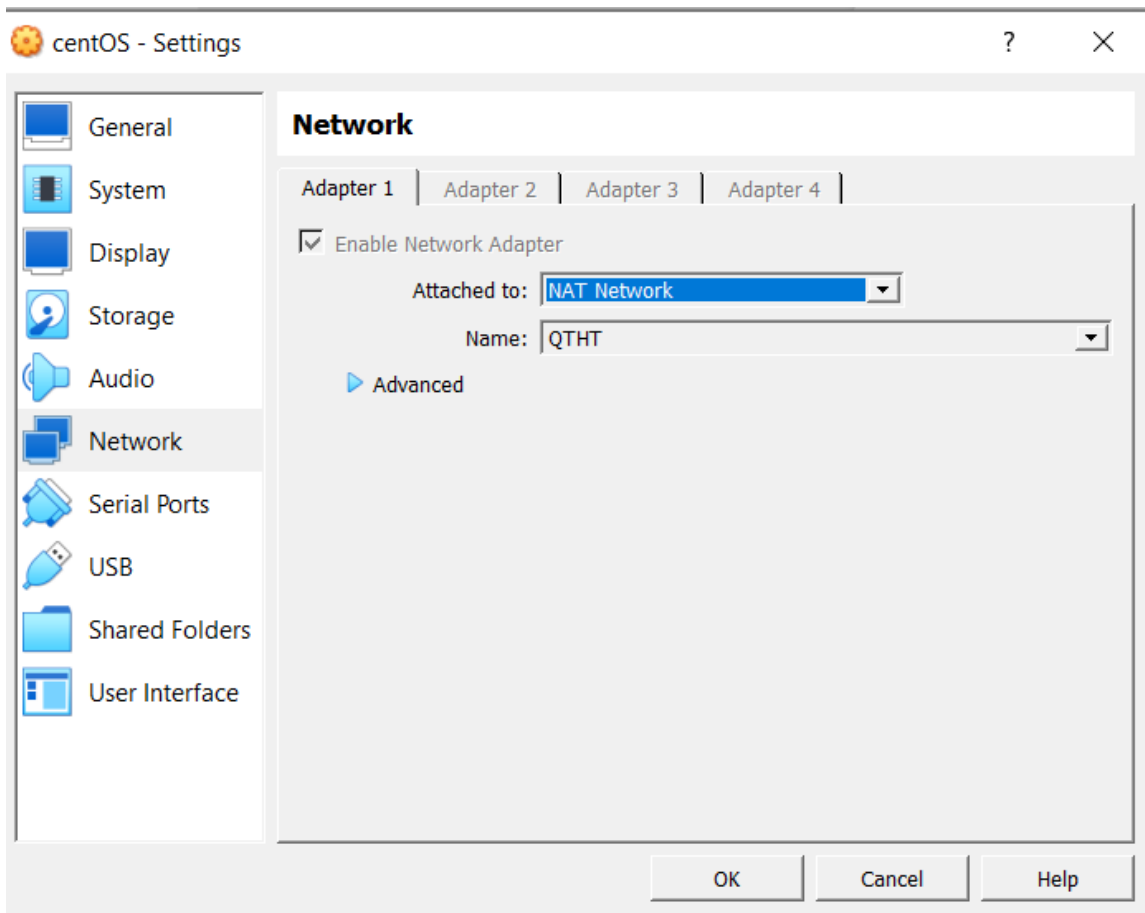 centOS - Settings
?
General
System
Display
Storage
Audio
Network
Serial Ports
USB
Shared Folders
User Interface
Network
Adapter 1 Adapter 2 Adapter 3 Adapter 4
Enable Network Adapter
Attached to: NAT Network
Name: QTHT
Advanced
OK Cancel Help